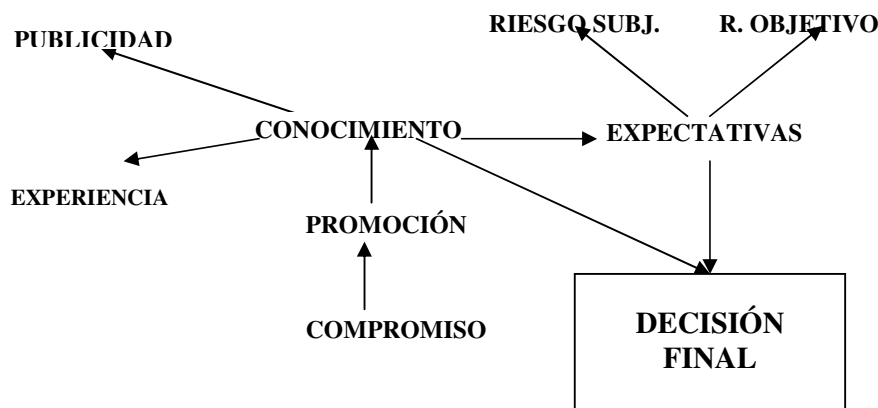 RIESGO SUBJ. R. OBJETIVO
PUBLICIDAD
CONOCIMIENTO EXPECTATIVAS
EXPERIENCIA
PROMOCIÓN
COMPROMISO
DECISIÓN
FINAL